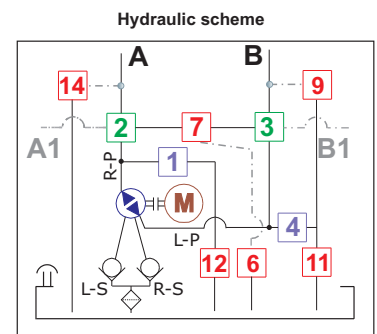 Hydraulic scheme
A B
14 9
2 7 3
A1 B1
R-P 1
M
L-P 4
12 6 11
L-S R-S